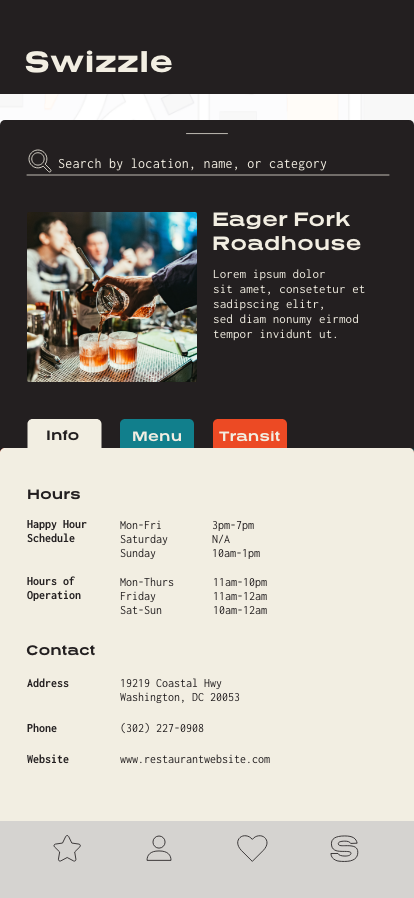 Swizzle
Search by location, name, or category
Eager Fork
Roadhouse
Lorem ipsum dolor
sit amet, consetetur et
sadipscing elitr,
sed diam nonumy eirmod
tempor invidunt ut.
Info Menu Transit
Hours
Happy Hour Mon-Fri 3pm-7pm
Schedule Saturday N/A
Sunday 10am-1pm
Hours of Mon-Thurs 11am-10pm
Operation Friday 11am-12am
Sat-Sun 10am-12am
Contact
Address 19219 Coastal Hwy
Washington, DC 20053
Phone (302) 227-0908
Website www.restaurantwebsite.com
S